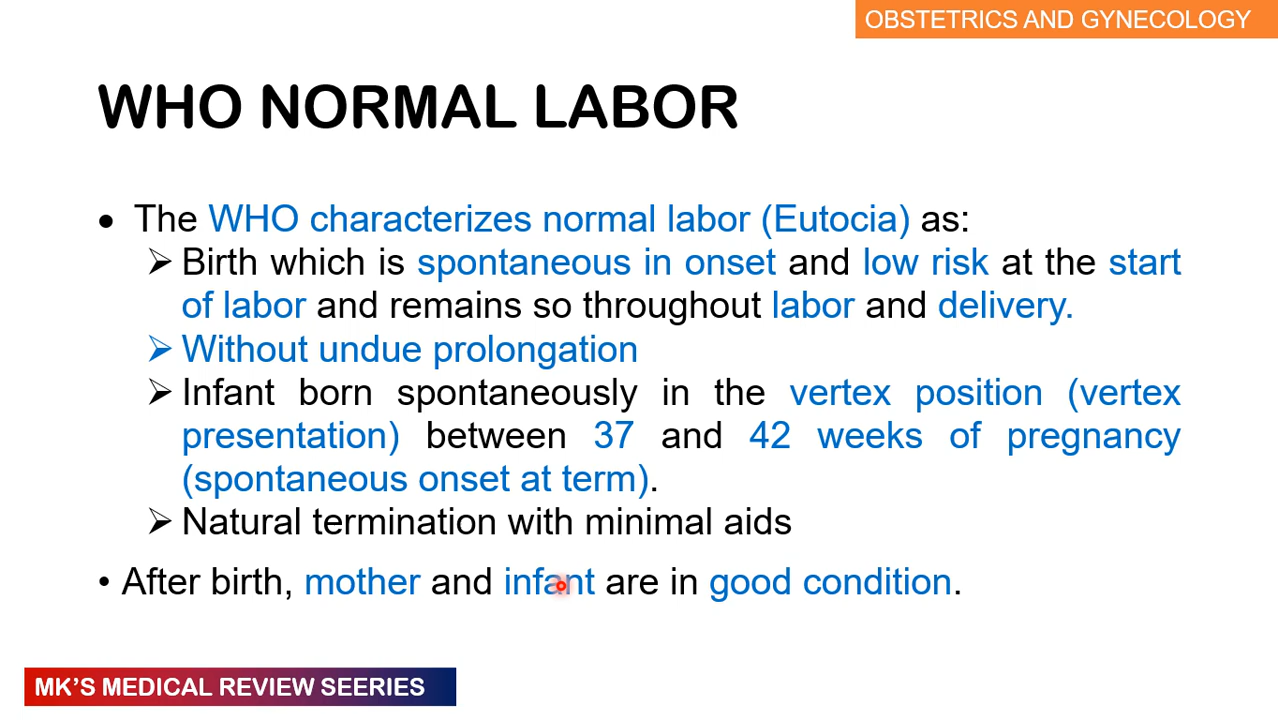 OBSTETRICS AND GYNECOLOGY
WHO NORMAL LABOR
• The WHO characterizes normal labor (Eutocia) as:
➢ Birth which is spontaneous in onset and low risk at the start
of labor and remains so throughout labor and delivery.
➢ Without undue prolongation
➢ Infant born spontaneously in the vertex position (vertex
presentation) between 37 and 42 weeks of pregnancy
(spontaneous onset at term).
➢ Natural termination with minimal aids
• After birth, mother and infant are in good condition.
MK'S MEDICAL REVIEW SEERIES